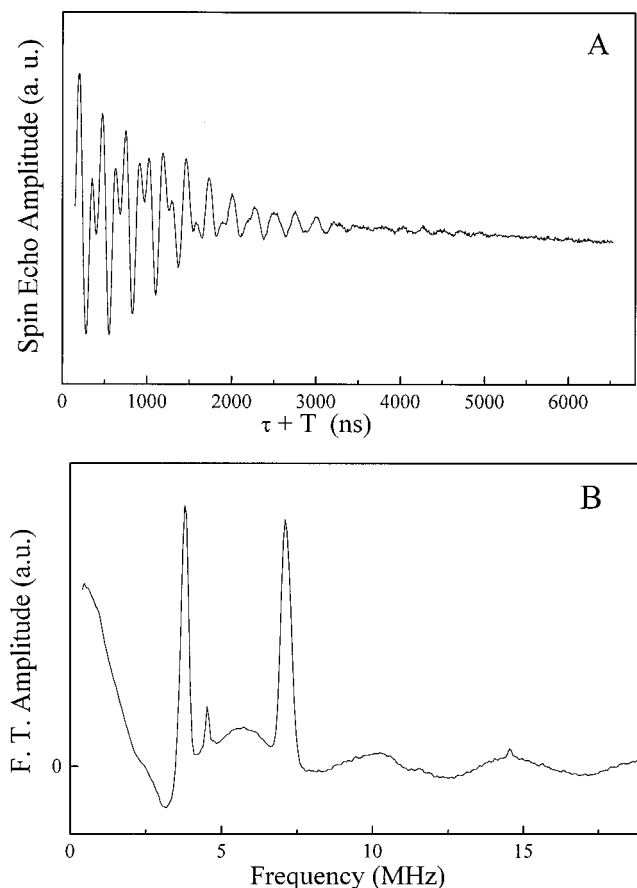 A
Spin Echo Amplitude (a. u.)
0 1000 2000 3000 4000 5000 6000
τ + T (ns)
B
F. T. Amplitude (a.u.)
0
0 5 10 15
Frequency (MHz)